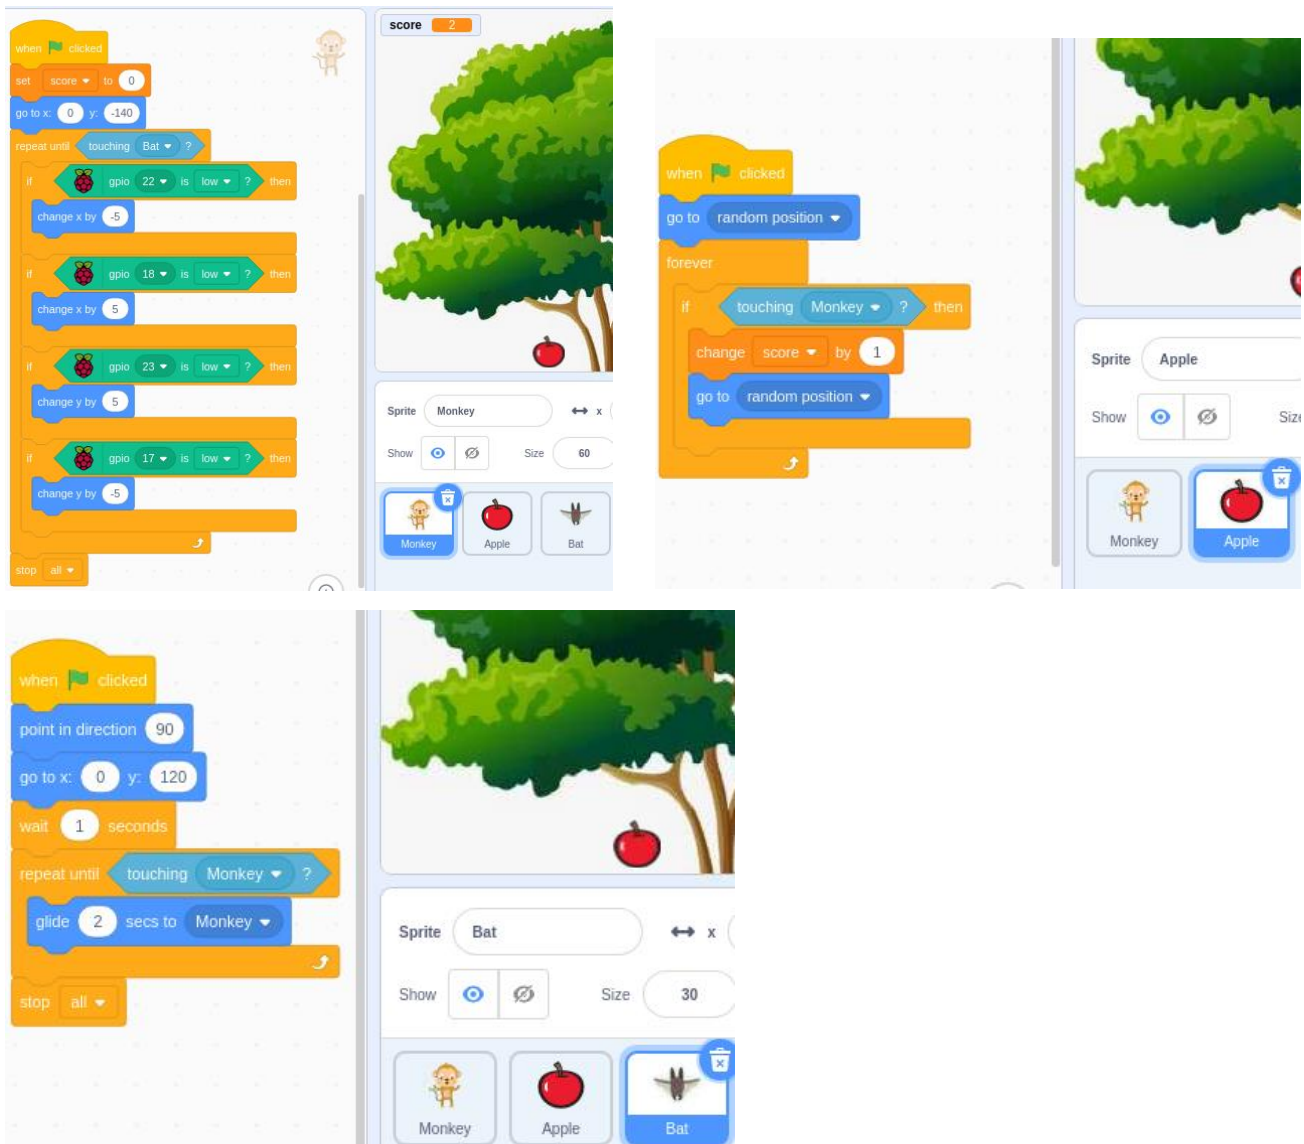 when clicked
set score to 0
go to x: 0 y: -140
repeat until touching Bat ?
if gpio 22 is low ? then
change x by -5
if gpio 18 is low ? then
change x by 5
if gpio 23 is low ? then
change y by 5
if gpio 17 is low ? then
change y by -5
stop all
score 2
Sprite Monkey x
Show Size 60
Monkey Apple Bat
when clicked
go to random position
forever
if touching Monkey ? then
change score by 1
go to random position
Sprite Apple
Show
Monkey Apple
when clicked
point in direction 90
go to x: 0 y: 120
wait 1 seconds
repeat until touching Monkey ?
glide 2 secs to Monkey
stop all
Sprite Bat x
Show Size 30
Monkey Apple Bat